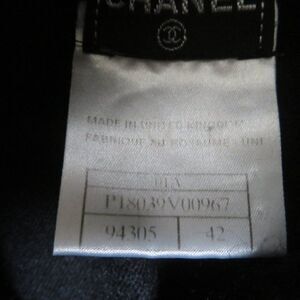 CHANEL
MADE IN UNITED KINGDOM
FABRIQUE AU ROYAUME-UNI
P18039V00967
94305 42